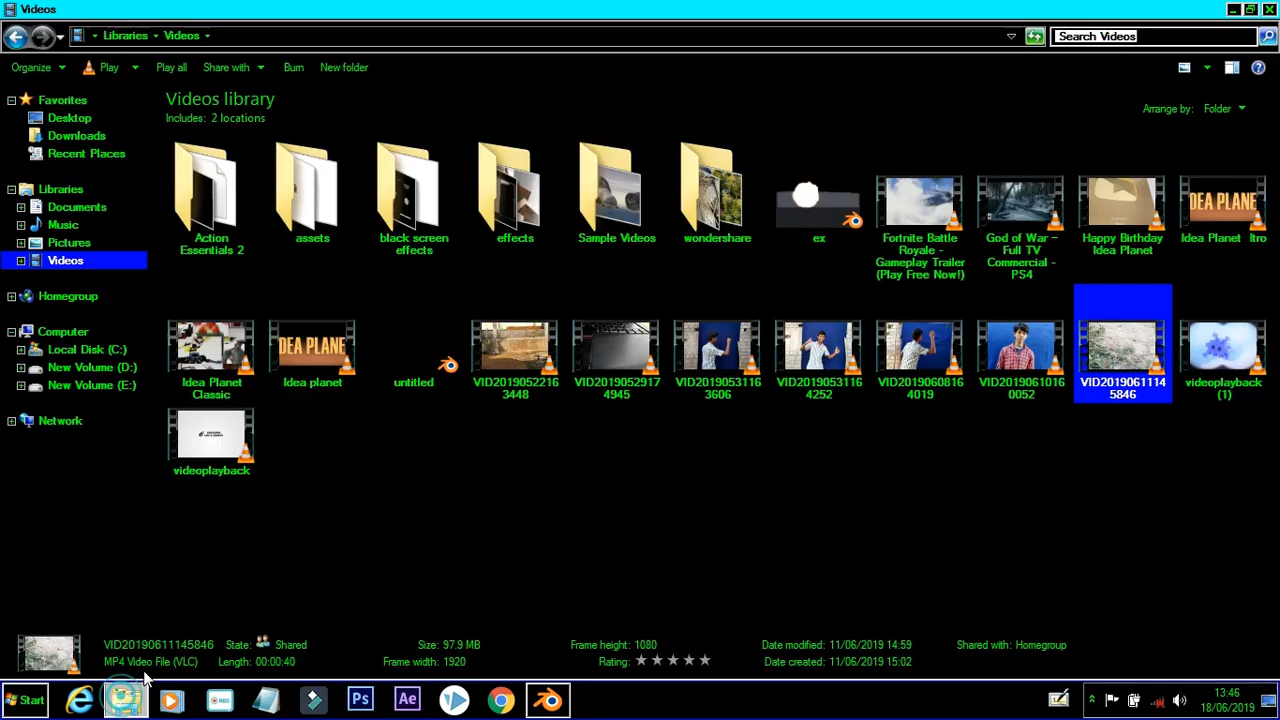 Videos
Libraries Videos
Search Videos
Organize Play Play all Share with Burn New folder
Favorites
Desktop
Downloads
Recent Places
Libraries
Documents
Music
Pictures
Videos
Homegroup
Computer
Local Disk (C:)
New Volume (D:)
New Volume (E:)
Network
Videos library
Includes: 2 locations
Arrange by: Folder
Action
Essentials 2
assets
black screen
effects
effects
Sample Videos
wondershare
ex
Fortnite Battle
Royale -
Gameplay Trailer
(Play Free Now!)
God of War –
Full TV
Commercial -
PS4
Happy Birthday
Idea Planet
Idea Planet Itro
Idea Planet
Classic
Idea planet
untitled
VID2019052216
3448
VID2019052917
4945
VID2019053116
3606
VID2019053116
4252
VID2019060816
4019
VID2019061016
0052
VID2019061114
5846
videoplayback
(1)
videoplayback
VID20190611145846 State: Shared Size: 97.9 MB Frame height: 1080 Date modified: 11/06/2019 14:59 Shared with: Homegroup
MP4 Video File (VLC) Length: 00:00:40 Frame width: 1920 Rating: Date created: 11/06/2019 15:02
Start
Ps
Ae
13:46
18/06/2019